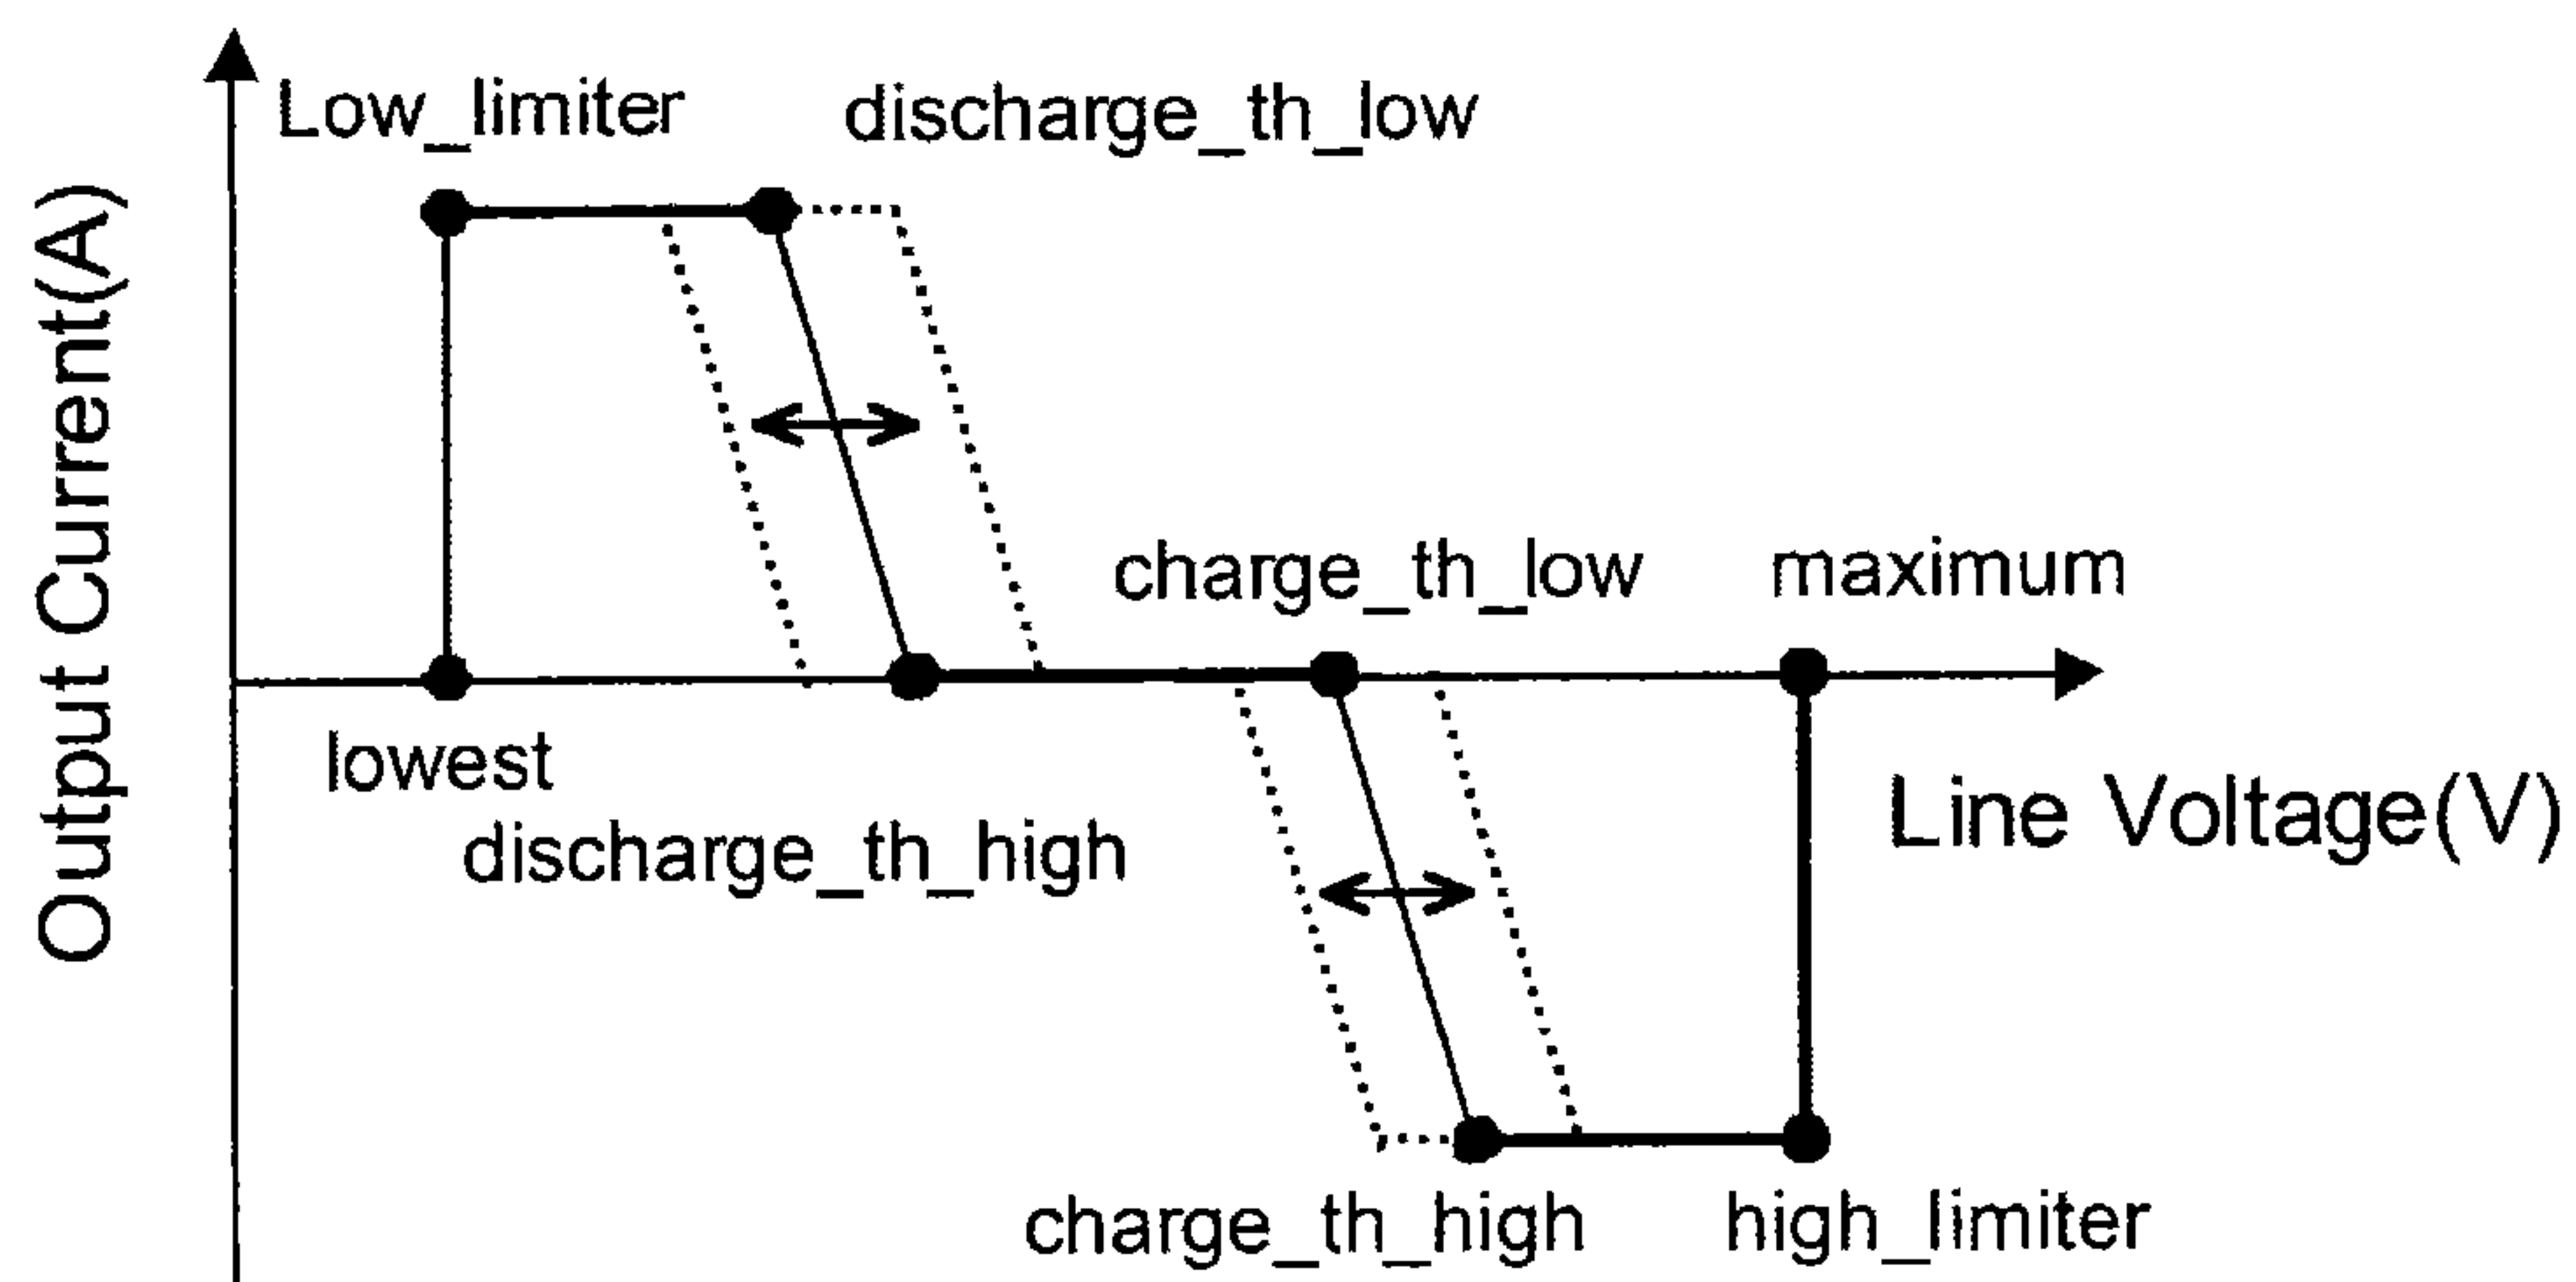 Low_limiter
discharge_th_low
Output Current(A)
charge_th_low
maximum
lowest
discharge_th_high
Line Voltage(V)
charge_th_high
high_limiter